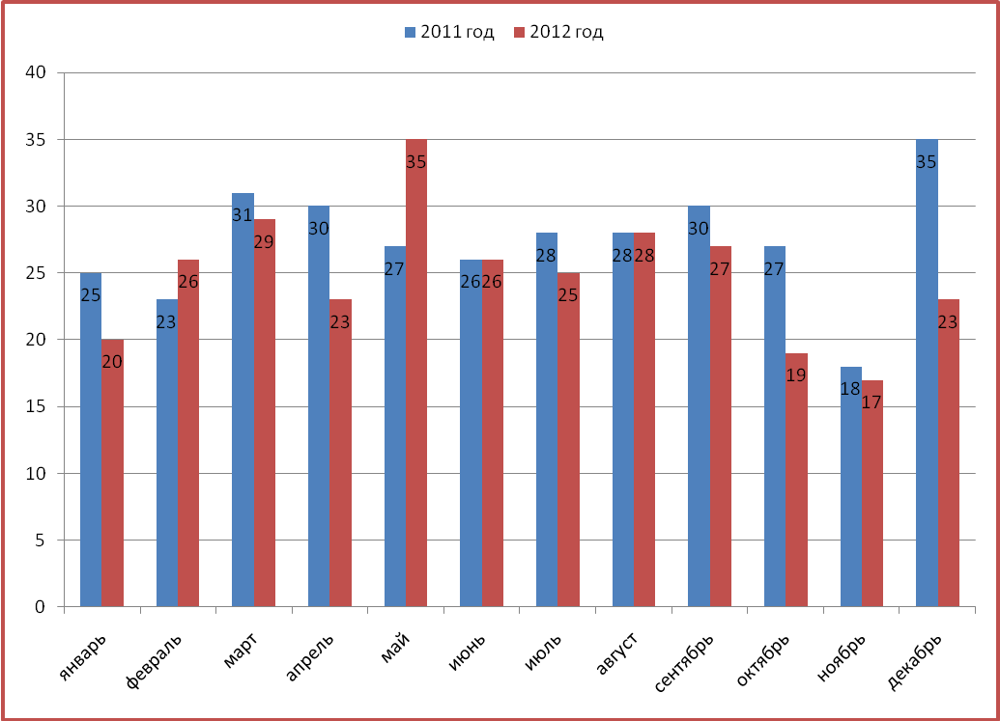 2011 год 2012 год
40
35
30
25
20
15
10
5
0
25 23 31 30 27 26 28 28 30 27 18 35
20 26 29 23 35 26 25 28 27 19 17 23
январь февраль март апрель май июнь июль август сентябрь октябрь ноябрь декабрь